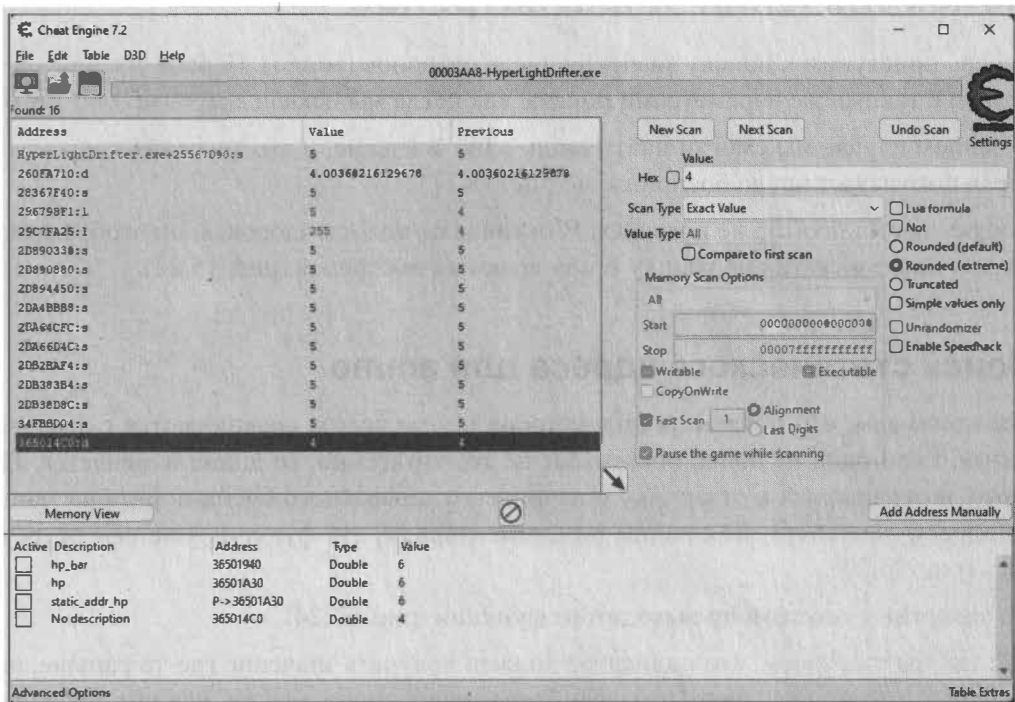 Cheat Engine 7.2
File Edit Table D3D Help
00003AA8-HyperLightDrifter.exe
Found: 16
Address Value Previous
HyperLightDrifter.exe+25567D90:s 5 5
260FA710:d 4.00360216129678 4.00360216129678
28367F40:s 5 5
296798F1:1 5 4
29C7EA25:1 255
2D890338:s 5 5
2D890880:s 5 5
2D894450:s 5 5
2DA4BBB8:s 5 5
2DA64CFC:s 5 5
2DA66D4C:s 5 5
2DB2BAF4:s 5 5
2DB383B4:s 5 5
2DB38D8C:s 5 5
34FBBD04:s 5 5
365014C0:d 4 4
New Scan Next Scan Undo Scan
Settings
Value:
Hex 4
Scan Type Exact Value
Value Type All
Compare to first scan
Lua formula
Not
Rounded (default)
Rounded (extreme)
Truncated
Simple values only
Unrandomizer
Enable Speedhack
Memory Scan Options
All
Start 0000000000000000
Stop 00007fffffffffff
Writable Executable
CopyOnWrite
Fast Scan 1 Alignment
Last Digits
Pause the game while scanning
Memory View Add Address Manually
Active Description Address Type Value
hp_bar 36501940 Double 6
hp 36501A30 Double 6
static_addr_hp P->36501A30 Double 6
No description 365014C0 Double 4
Advanced Options Table Extras